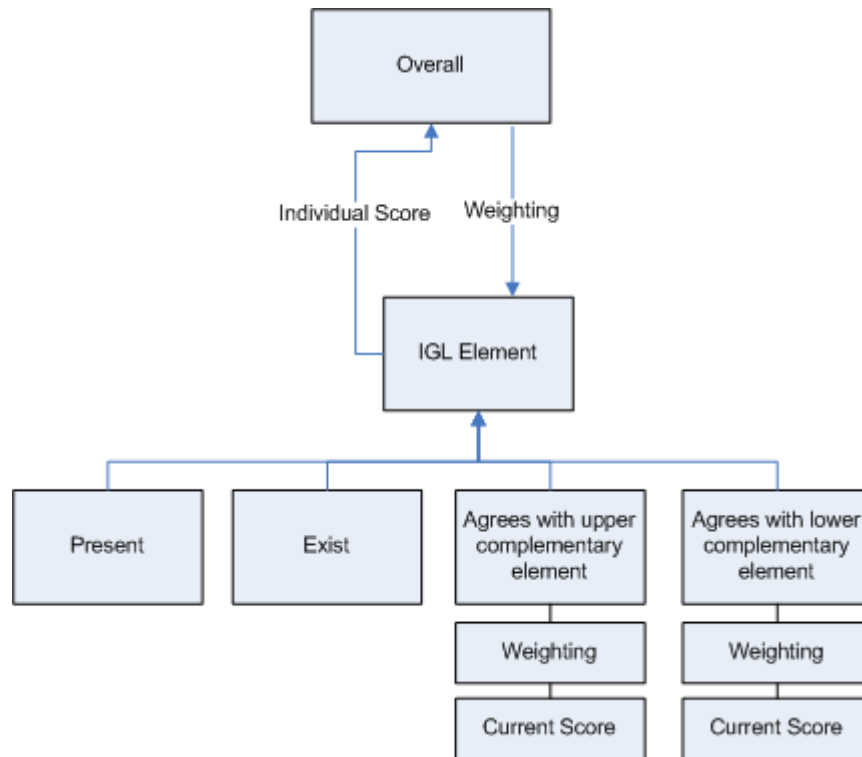 Overall
Individual Score
Weighting
IGL Element
Present
Exist
Agrees with upper
complementary
element
Agrees with lower
complementary
element
Weighting
Weighting
Current Score
Current Score